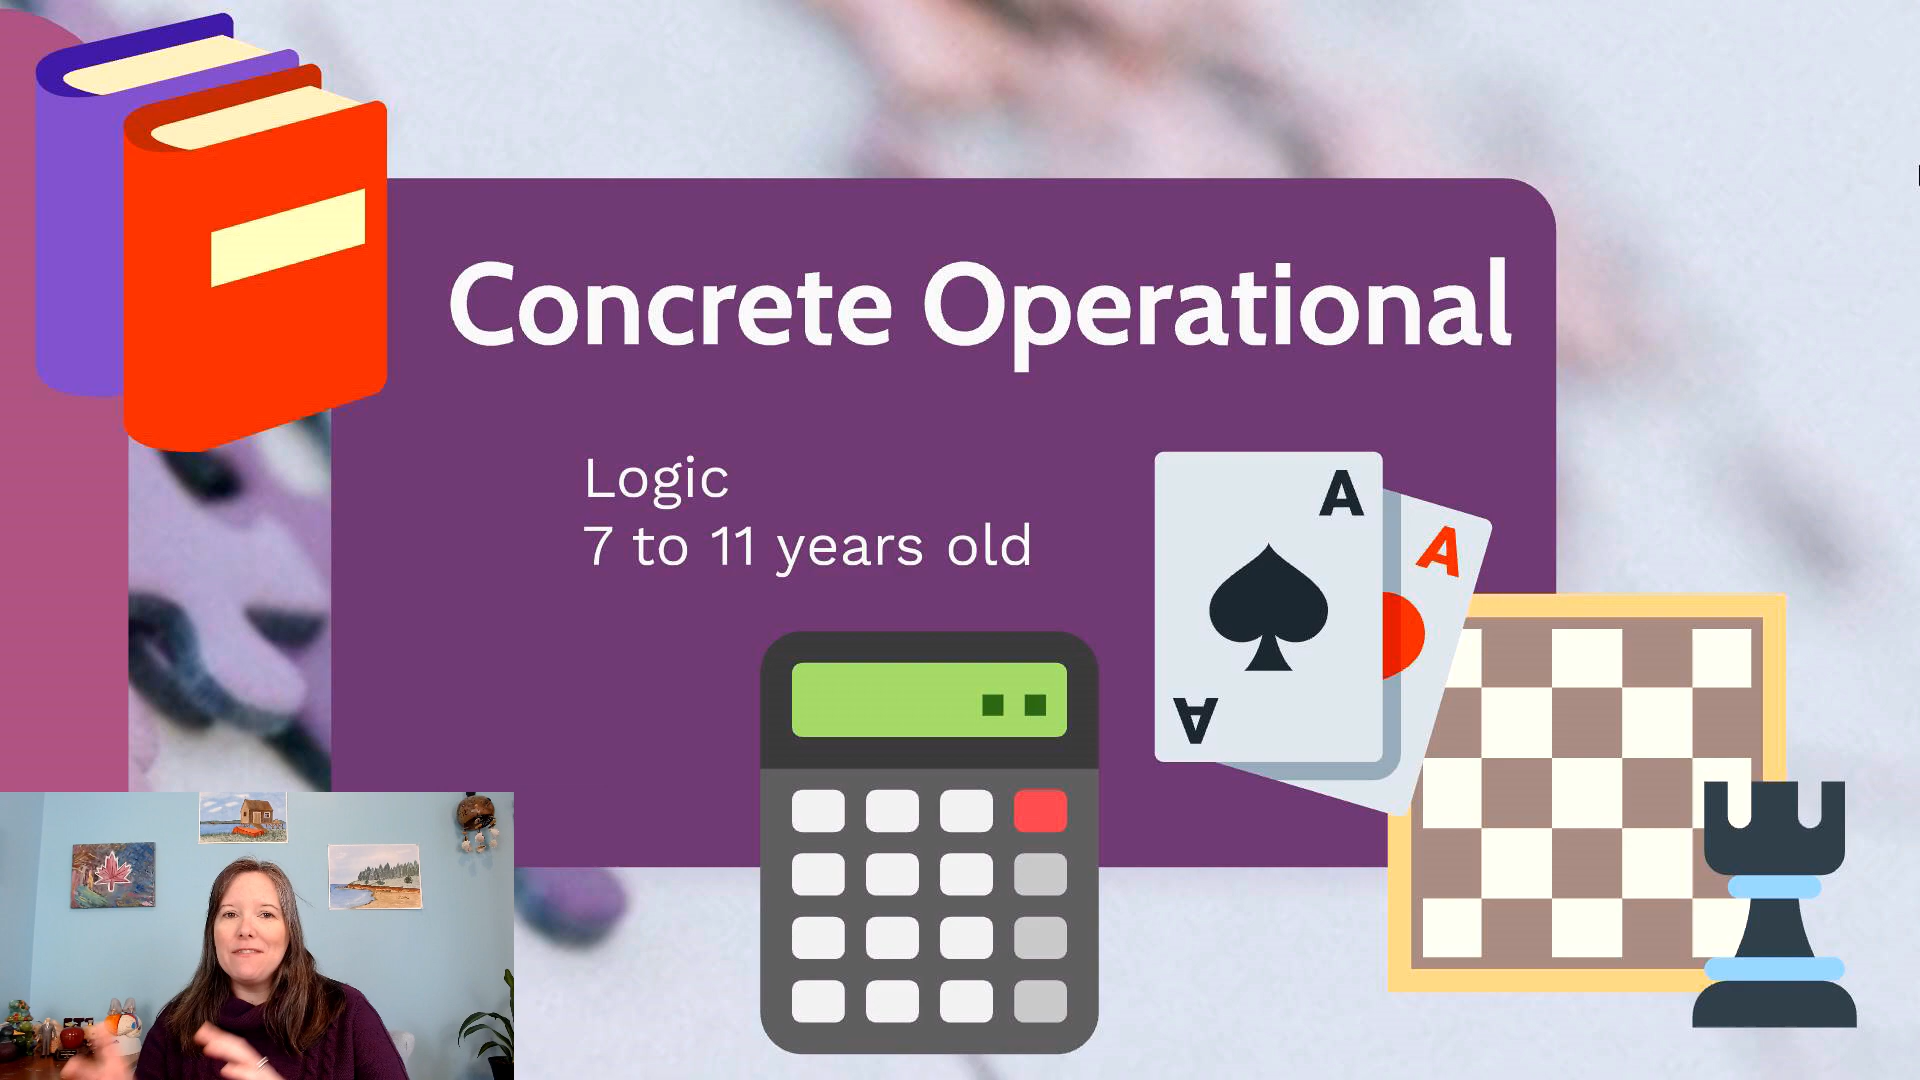 Concrete Operational
Logic
7 to 11 years old
A
A
A